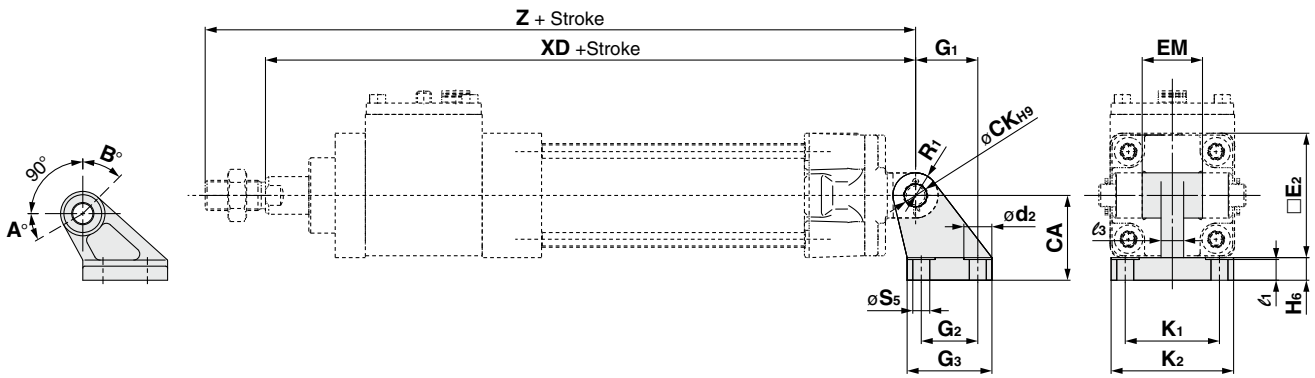 Z + Stroke
XD +Stroke
G1
EM
øCKH9
R1
90°
B°
A°
ød2
CA
□E2
ℓ3
øS5
ℓ1
H6
G2
K1
G3
K2